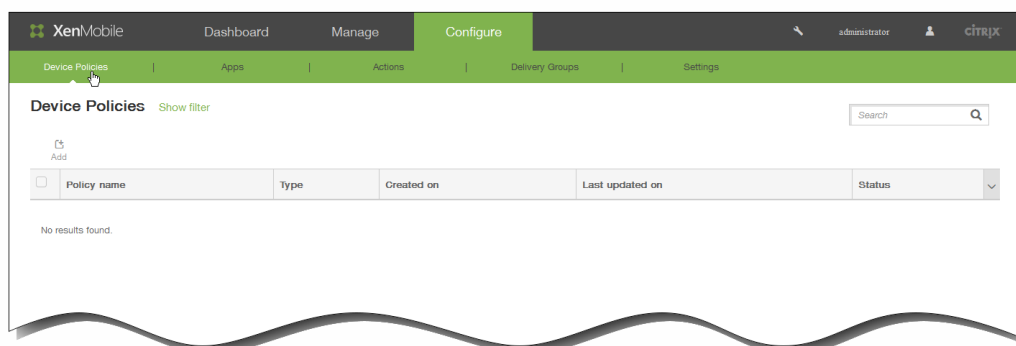 XenMobile Dashboard Manage Configure administrator CITRIX
Device Policies | Apps | Actions | Delivery Groups | Settings
Device Policies Show filter
Search
Add
Policy name Type Created on Last updated on Status
No results found.